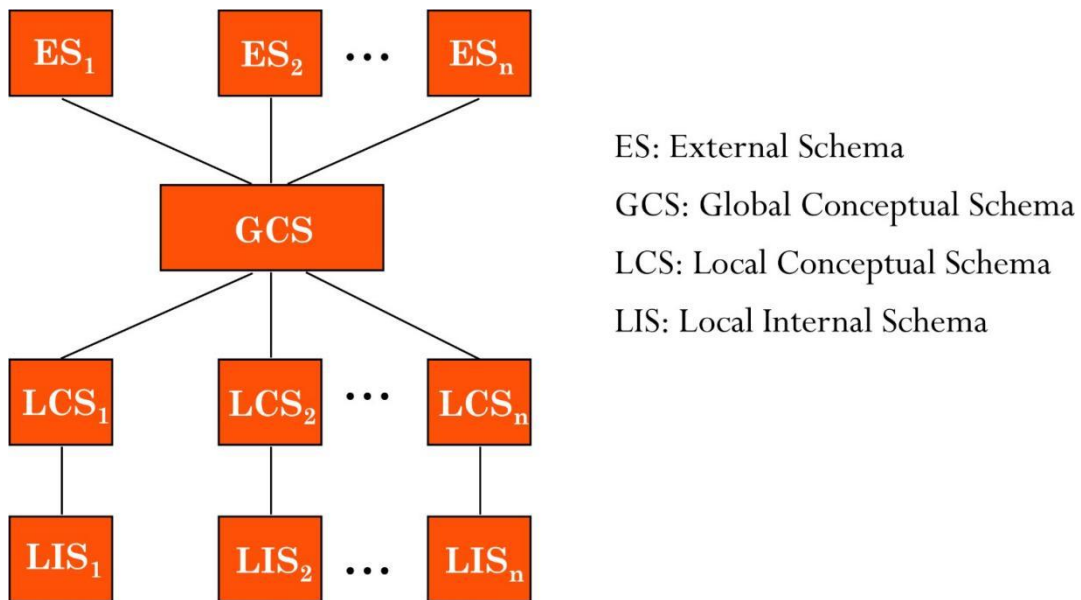 ES₁ ES₂ ... ESₙ
GCS
LCS₁ LCS₂ ... LCSₙ
LIS₁ LIS₂ ... LISₙ
ES: External Schema
GCS: Global Conceptual Schema
LCS: Local Conceptual Schema
LIS: Local Internal Schema